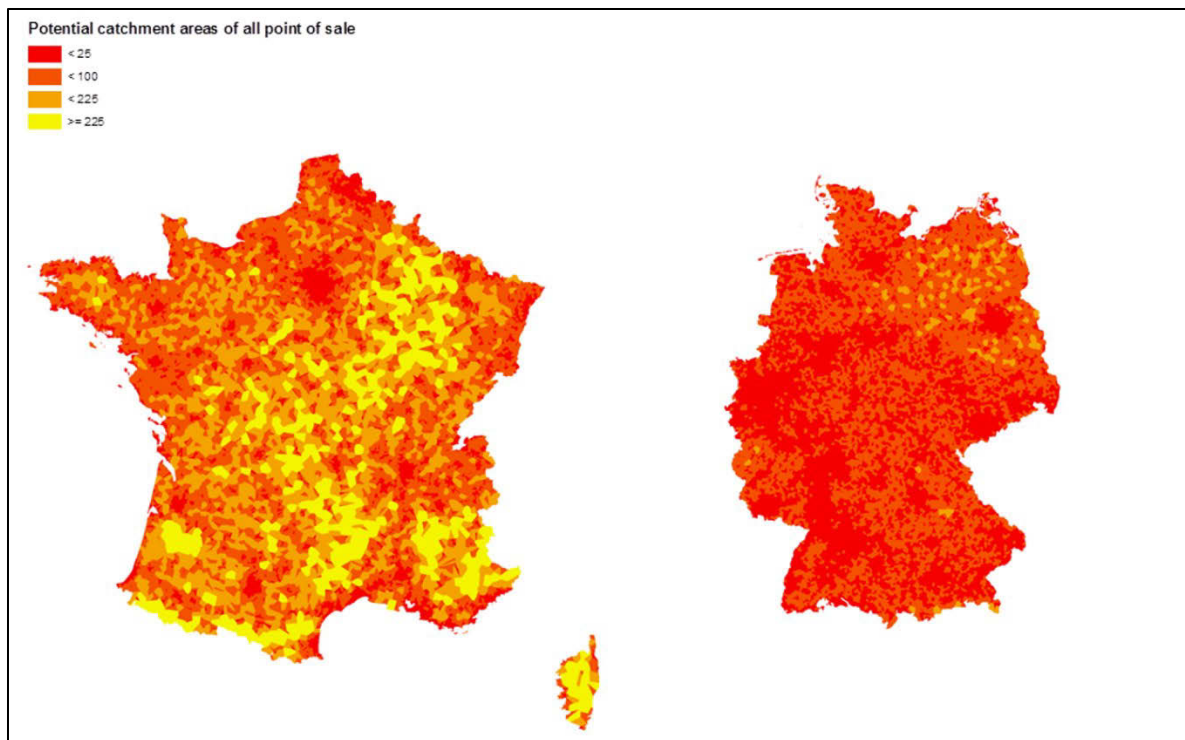 Potential catchment areas of all point of sale
< 25
< 100
< 225
>= 225